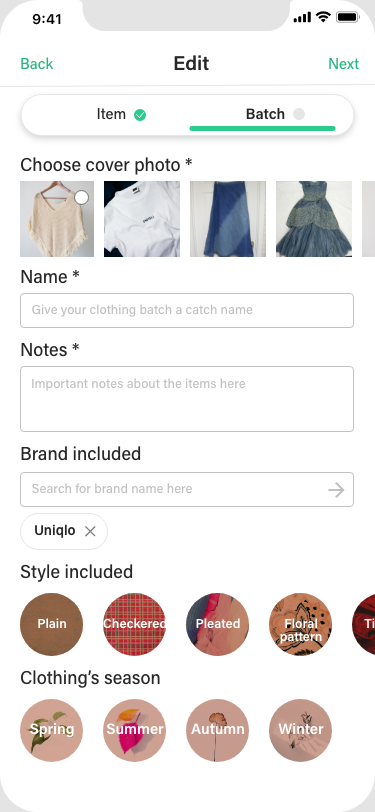 9:41
Back
Edit
Next
Item
Batch
Choose cover photo *
Name *
Give your clothing batch a catch name
Notes *
Important notes about the items here
Brand included
Search for brand name here
Uniqlo
Style included
Plain
Checkered
Pleated
Floral
pattern
Ti
Clothing's season
Spring
Summer
Autumn
Winter